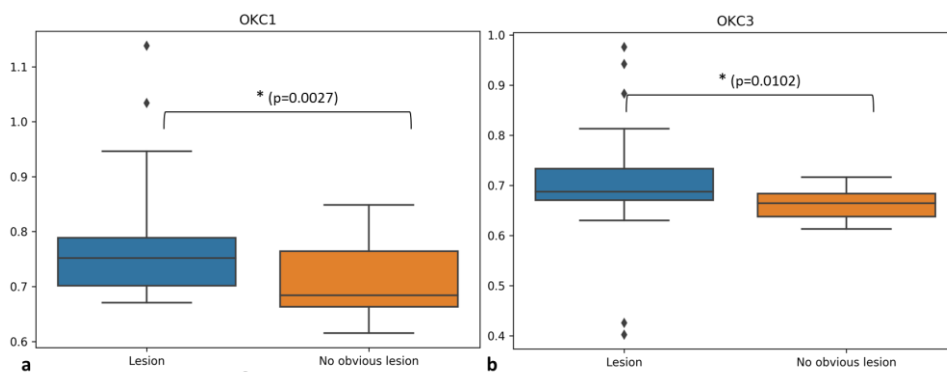 OKC1
1.1
1.0
0.9
0.8
0.7
0.6
* (p=0.0027)
Lesion
No obvious lesion
a
OKC3
1.0
0.9
0.8
0.7
0.6
0.5
0.4
* (p=0.0102)
Lesion
No obvious lesion
b